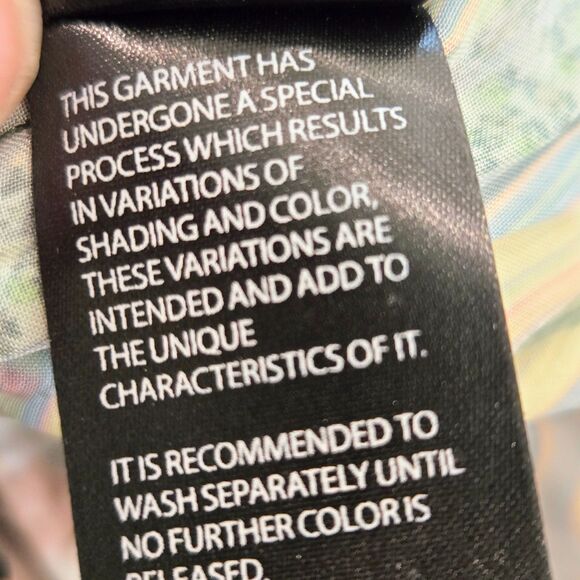 THIS GARMENT HAS
UNDERGONE A SPECIAL
PROCESS WHICH RESULTS
IN VARIATIONS OF
SHADING AND COLOR,
THESE VARIATIONS ARE
INTENDED AND ADD TO
THE UNIQUE
CHARACTERISTICS OF IT.
IT IS RECOMMENDED TO
WASH SEPARATELY UNTIL
NO FURTHER COLOR IS
RELEASED.